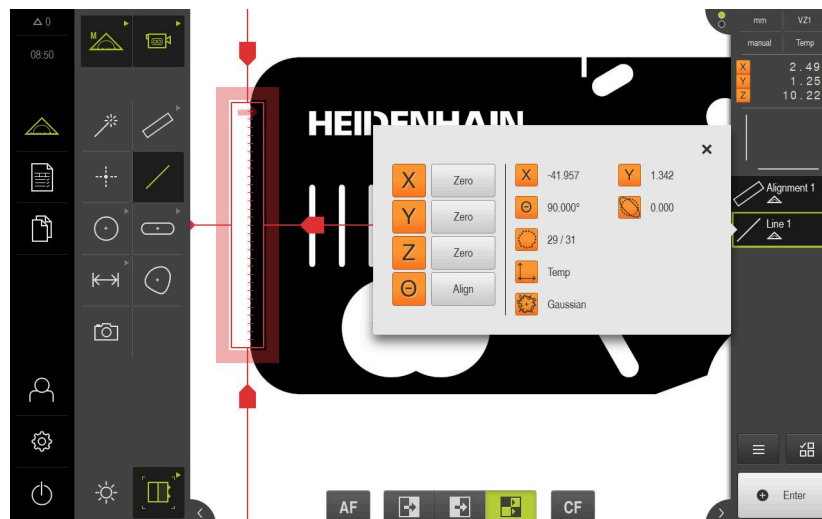 0
08:50
M
HEIDENHAIN
X
Zero
Y
Zero
Z
Zero
Θ
Align
X
-41.957
Y
1.342
Θ
90.000°
0.000
29 / 31
Temp
Gaussian
AF
CF
mm
VZ1
manual
Temp
X
2.49
Y
1.25
Z
10.22
Alignment 1
Line 1
Enter